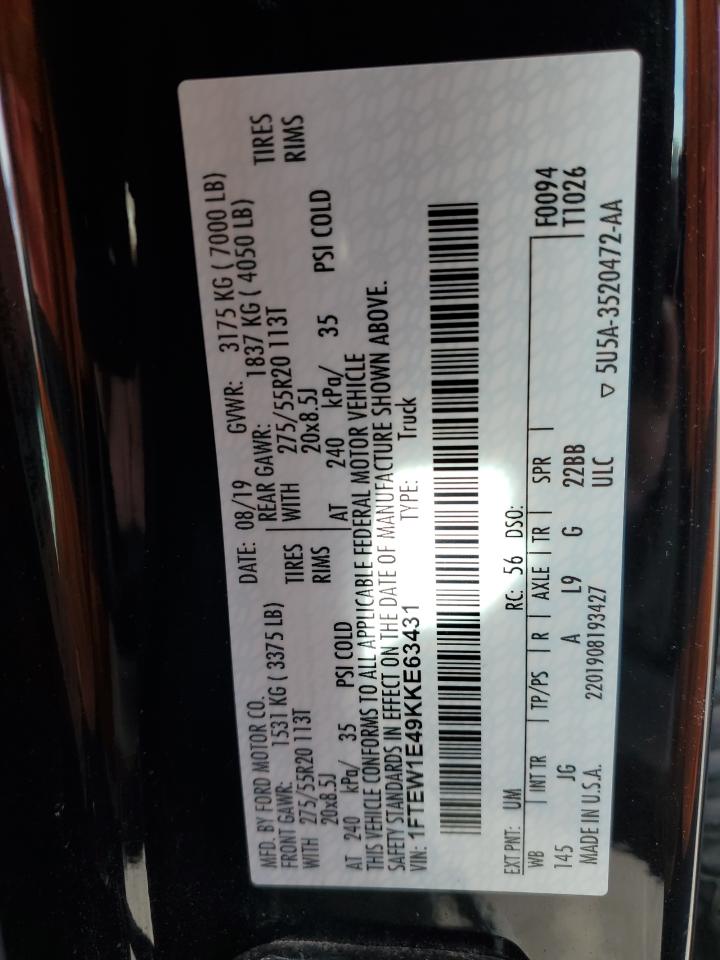 MFD. BY FORD MOTOR CO. DATE: 08/19 GVWR: 3175 KG ( 7000 LB)
FRONT GAWR: 1531 KG ( 3375 LB) REAR GAWR: 1837 KG ( 4050 LB)
WITH 275/55R20 113T TIRES WITH 275/55R20 113T TIRES
20x8.5J RIMS 20x8.5J RIMS
AT 240 kPa/ 35 PSI COLD AT 240 kPa/ 35 PSI COLD
THIS VEHICLE CONFORMS TO ALL APPLICABLE FEDERAL MOTOR VEHICLE
SAFETY STANDARDS IN EFFECT ON THE DATE OF MANUFACTURE SHOWN ABOVE.
VIN: 1FTEW1E49KKE63431 TYPE: Truck
EXT PNT: UM RC: 56 DSO:
WB INT TR TP/PS R AXLE TR SPR F0094
145 JG A L9 G 22BB T1026
MADE IN U.S.A. 2201908193427 ULC ▽ 5U5A-3520472-AA